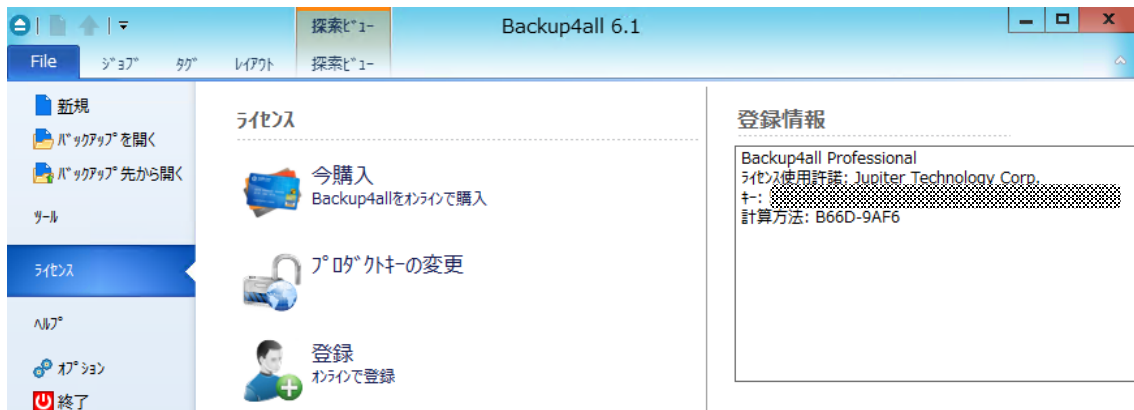 探索ﾋﾞｭｰ
Backup4all 6.1
File
ｼﾞｮﾌﾞ
ﾀｸﾞ
ﾚｲｱｳﾄ
探索ﾋﾞｭｰ
新規
ﾊﾞｯｸｱｯﾌﾟを開く
ﾊﾞｯｸｱｯﾌﾟ先から開く
ﾂｰﾙ
ﾗｲｾﾝｽ
ﾍﾙﾌﾟ
ｵﾌﾟｼｮﾝ
終了
ﾗｲｾﾝｽ
今購入
Backup4allをｵﾝﾗｲﾝで購入
ﾌﾟﾛﾀﾞｸﾄｷｰの変更
登録
ｵﾝﾗｲﾝで登録
登録情報
Backup4all Professional
ﾗｲｾﾝｽ使用許諾: Jupiter Technology Corp.
ｷｰ:
計算方法: B66D-9AF6